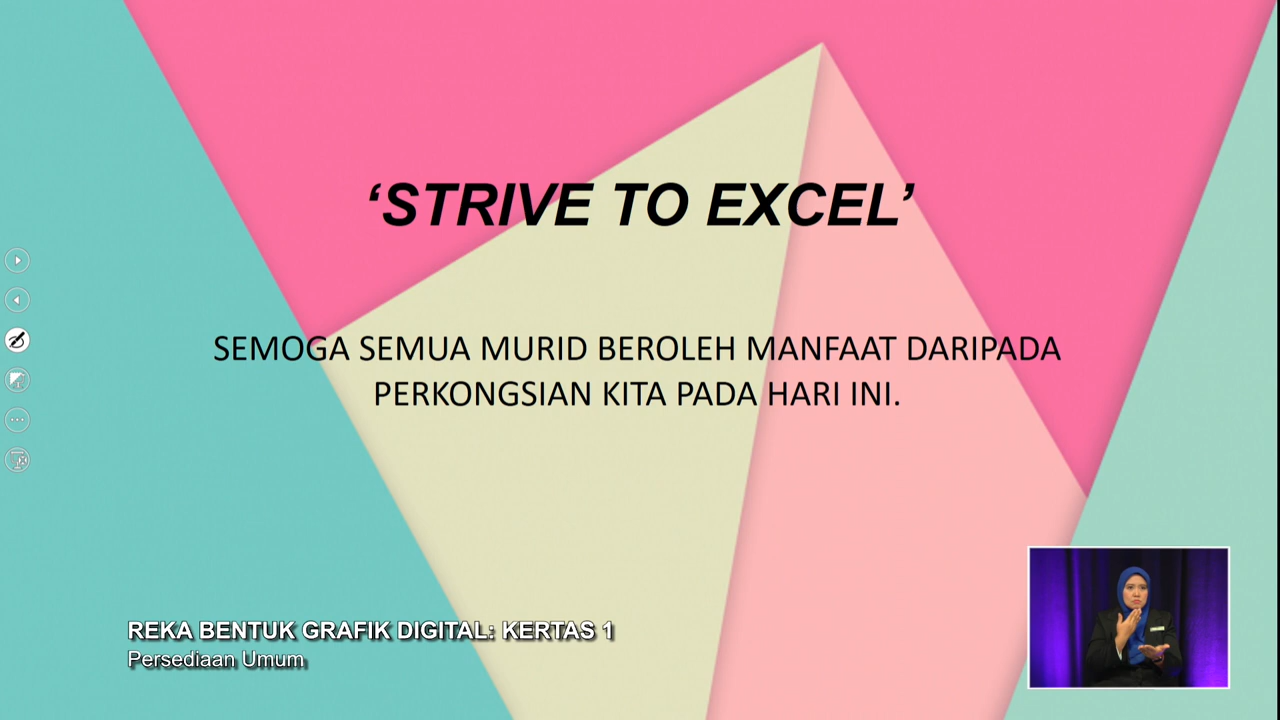 ‘STRIVE TO EXCEL’
SEMOGA SEMUA MURID BEROLEH MANFAAT DARIPADA
PERKONGSIAN KITA PADA HARI INI.
REKA BENTUK GRAFIK DIGITAL: KERTAS 1
Persediaan Umum